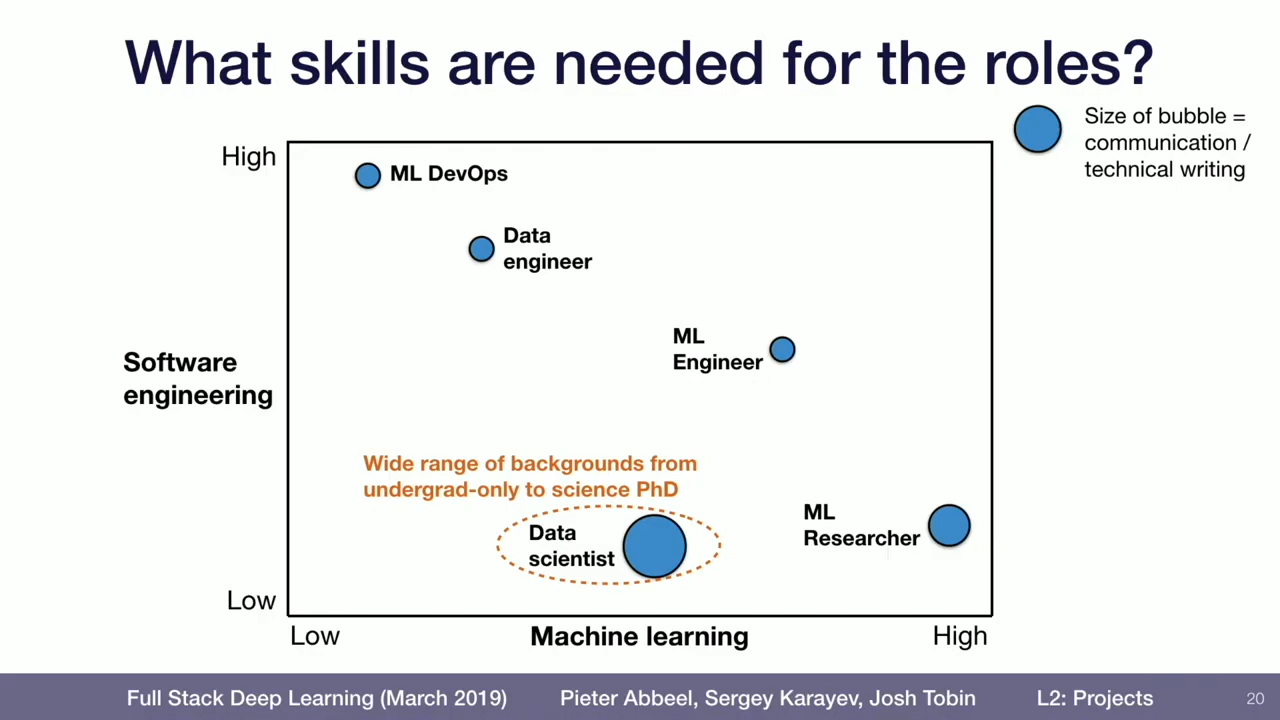 What skills are needed for the roles?
Size of bubble =
communication /
technical writing
High
ML DevOps
Data
engineer
ML
Engineer
Software
engineering
Wide range of backgrounds from
undergrad-only to science PhD
Data
scientist
ML
Researcher
Low
Low
Machine learning
High
Full Stack Deep Learning (March 2019)
Pieter Abbeel, Sergey Karayev, Josh Tobin
L2: Projects
20